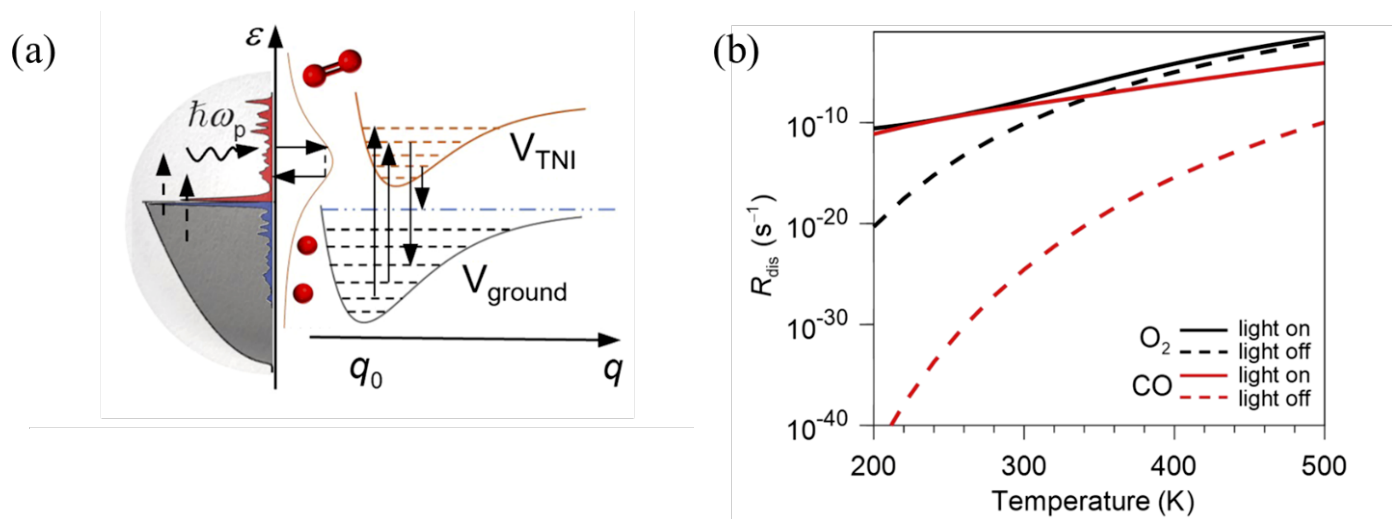 (a)
ε
ħωp
VTNI
Vground
q0
q
(b)
Rdis (s−1)
10−10
10−20
10−30
10−40
200
300
400
500
Temperature (K)
O2
light on
light off
CO
light on
light off